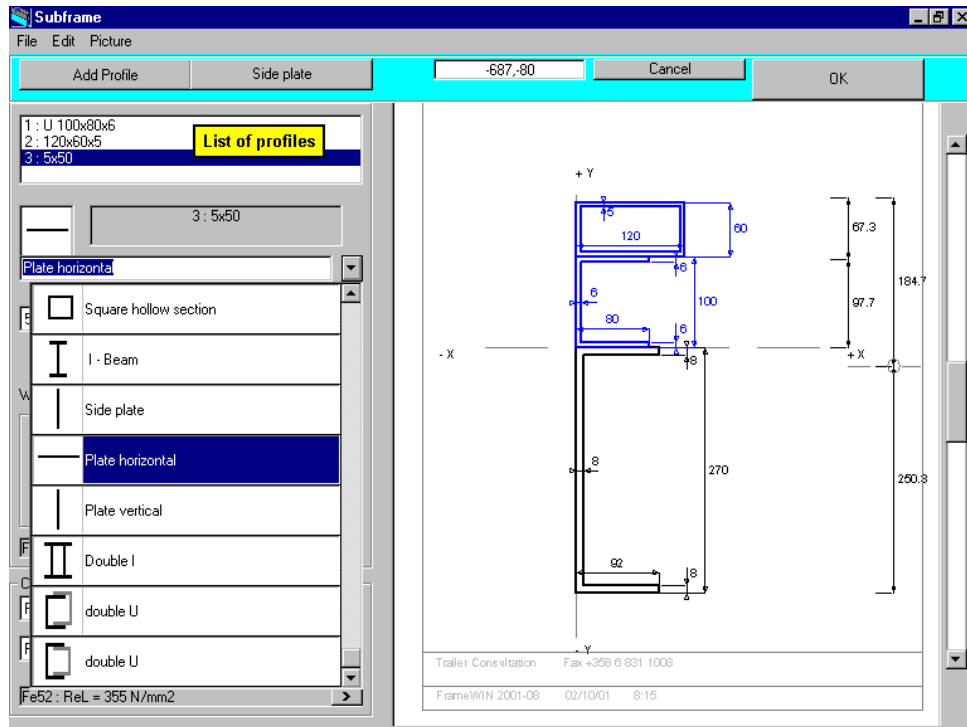 Subframe
File Edit Picture
Add Profile Side plate -687,-80 Cancel OK
1 : U 100x80x6
2 : 120x60x5
3 : 5x50
List of profiles
3 : 5x50
Plate horizontal
Square hollow section
I - Beam
Side plate
Plate horizontal
Plate vertical
Double I
double U
double U
Fe52 : ReL = 355 N/mm2 >
+ Y
5
120
60
67.3
6
184.7
6
100
97.7
80
6
- X
+ X
8
8
270
250.3
92
8
- Y
Trailer Consultation Fax +358 6 831 1008
FrameWIN 2001-08 02/10/01 8:15